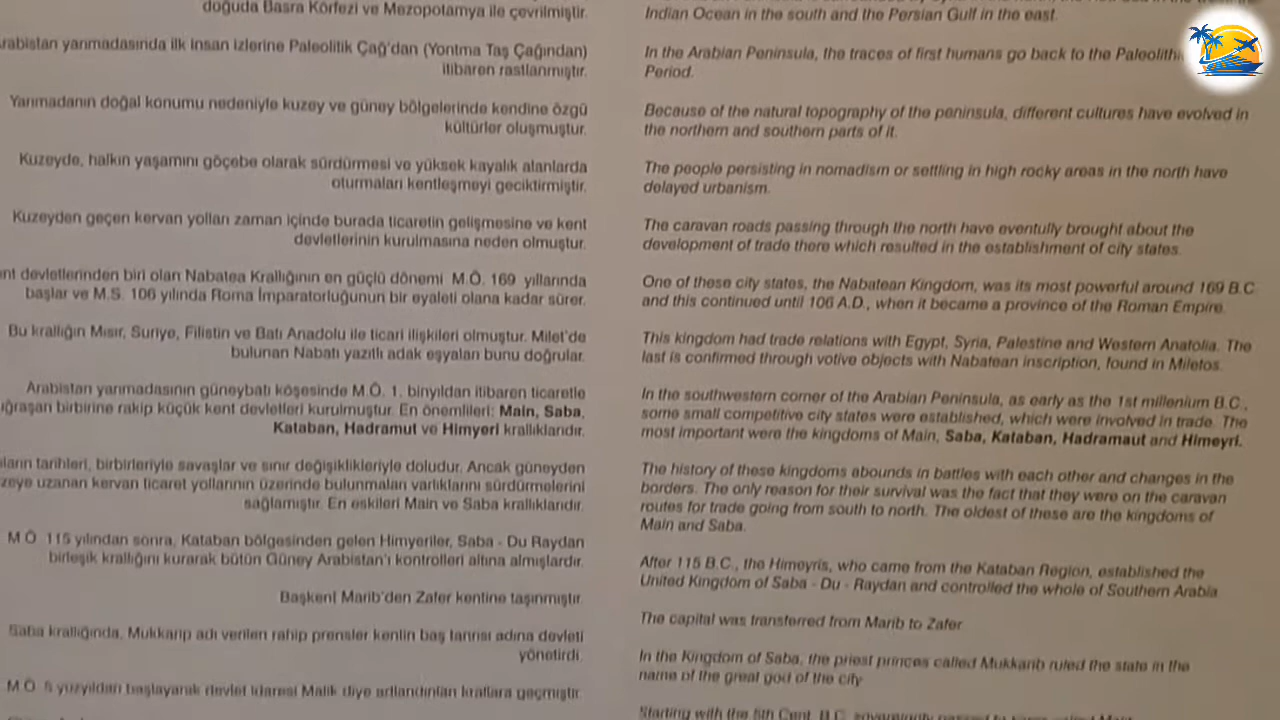 doğuda Basra Körfezi ve Mezopotamya ile çevrilmiştir.
yarımadasında ilk insan izlerine Paleolitik Çağ'dan (Yontma Taş Çağından)
itibaren rastlanmıştır.
Yarımadanın doğal konumu nedeniyle kuzey ve güney bölgelerinde kendine özgü
kültürler oluşmuştur.
Kuzeyde, halkın yaşamını göçebe olarak sürdürmesi ve yüksek kayalık alanlarda
oturmaları kentleşmeyi geciktirmiştir.
Kuzeyden geçen kervan yolları zaman içinde burada ticaretin gelişmesine ve kent
devletlerinin kurulmasına neden olmuştur.
devletlerinden biri olan Nabatea Krallığının en güçlü dönemi M.Ö. 169 yıllarında
başlar ve M.S. 106 yılında Roma İmparatorluğunun bir eyaleti olana kadar sürer.
Bu krallığın Mısır, Suriye, Filistin ve Batı Anadolu ile ticari ilişkileri olmuştur. Milet'de
bulunan Nabatı yazıtlı adak eşyaları bunu doğrular.
Arabistan yarımadasının güneybatı köşesinde M.Ö. 1. binyıldan itibaren ticaretle
uğraşan birbirine rakip küçük kent devletleri kurulmuştur. En önemlileri; Main, Saba,
Kataban, Hadramut ve Himyeri krallıklarıdır.
tarihleri, birbirleriyle savaşlar ve sınır değişiklikleriyle doludur. Ancak güneyden
uzanan kervan ticaret yollarının üzerinde bulunmaları varlıklarını sürdürmelerini
sağlamıştır. En eskileri Main ve Saba krallıklarıdır.
M.Ö. 115 yılından sonra, Kataban bölgesinden gelen Himyeriler, Saba - Du Raydan
birleşik krallığını kurarak bütün Güney Arabistan'ı kontrolleri altına almışlardır.
Başkent Marib'den Zafer kentine taşınmıştır.
Saba krallığında, Mukkarip adı verilen rahip prensler kentin baş tanrısı adına devleti
yönetirdi.
M.Ö. 5 yüzyıldan başlayarak devlet idaresi Malik diye adlandırılan krallara geçmiştir.
Indian Ocean in the south and the Persian Gulf in the east.
In the Arabian Peninsula, the traces of first humans go back to the
Period.
Because of the natural topography of the peninsula, different cultures have evolved in
the northern and southern parts of it.
The people persisting in nomadism or settling in high rocky areas in the north have
delayed urbanism.
The caravan roads passing through the north have eventully brought about the
development of trade there which resulted in the establishment of city states.
One of these city states, the Nabatean Kingdom, was its most powerful around 169 B.C.
and this continued until 106 A.D., when it became a province of the Roman Empire.
This kingdom had trade relations with Egypt, Syria, Palestine and Western Anatolia. The
last is confirmed through votive objects with Nabatean inscription, found in Miletos.
In the southwestern corner of the Arabian Peninsula, as early as the 1st millenium B.C.,
some small competitive city states were established, which were involved in trade. The
most important were the kingdoms of Main, Saba, Kataban, Hadramaut and Himeyri.
The history of these kingdoms abounds in battles with each other and changes in the
borders. The only reason for their survival was the fact that they were on the caravan
routes for trade going from south to north. The oldest of these are the kingdoms of
Main and Saba.
After 115 B.C., the Himeyris, who came from the Kataban Region, established the
United Kingdom of Saba - Du - Raydan and controlled the whole of Southern Arabia.
The capital was transferred from Marib to Zafer.
In the Kingdom of Saba, the priest princes called Mukkarib ruled the state in the
name of the great god of the city.
Starting with the 5th Cent. B.C.